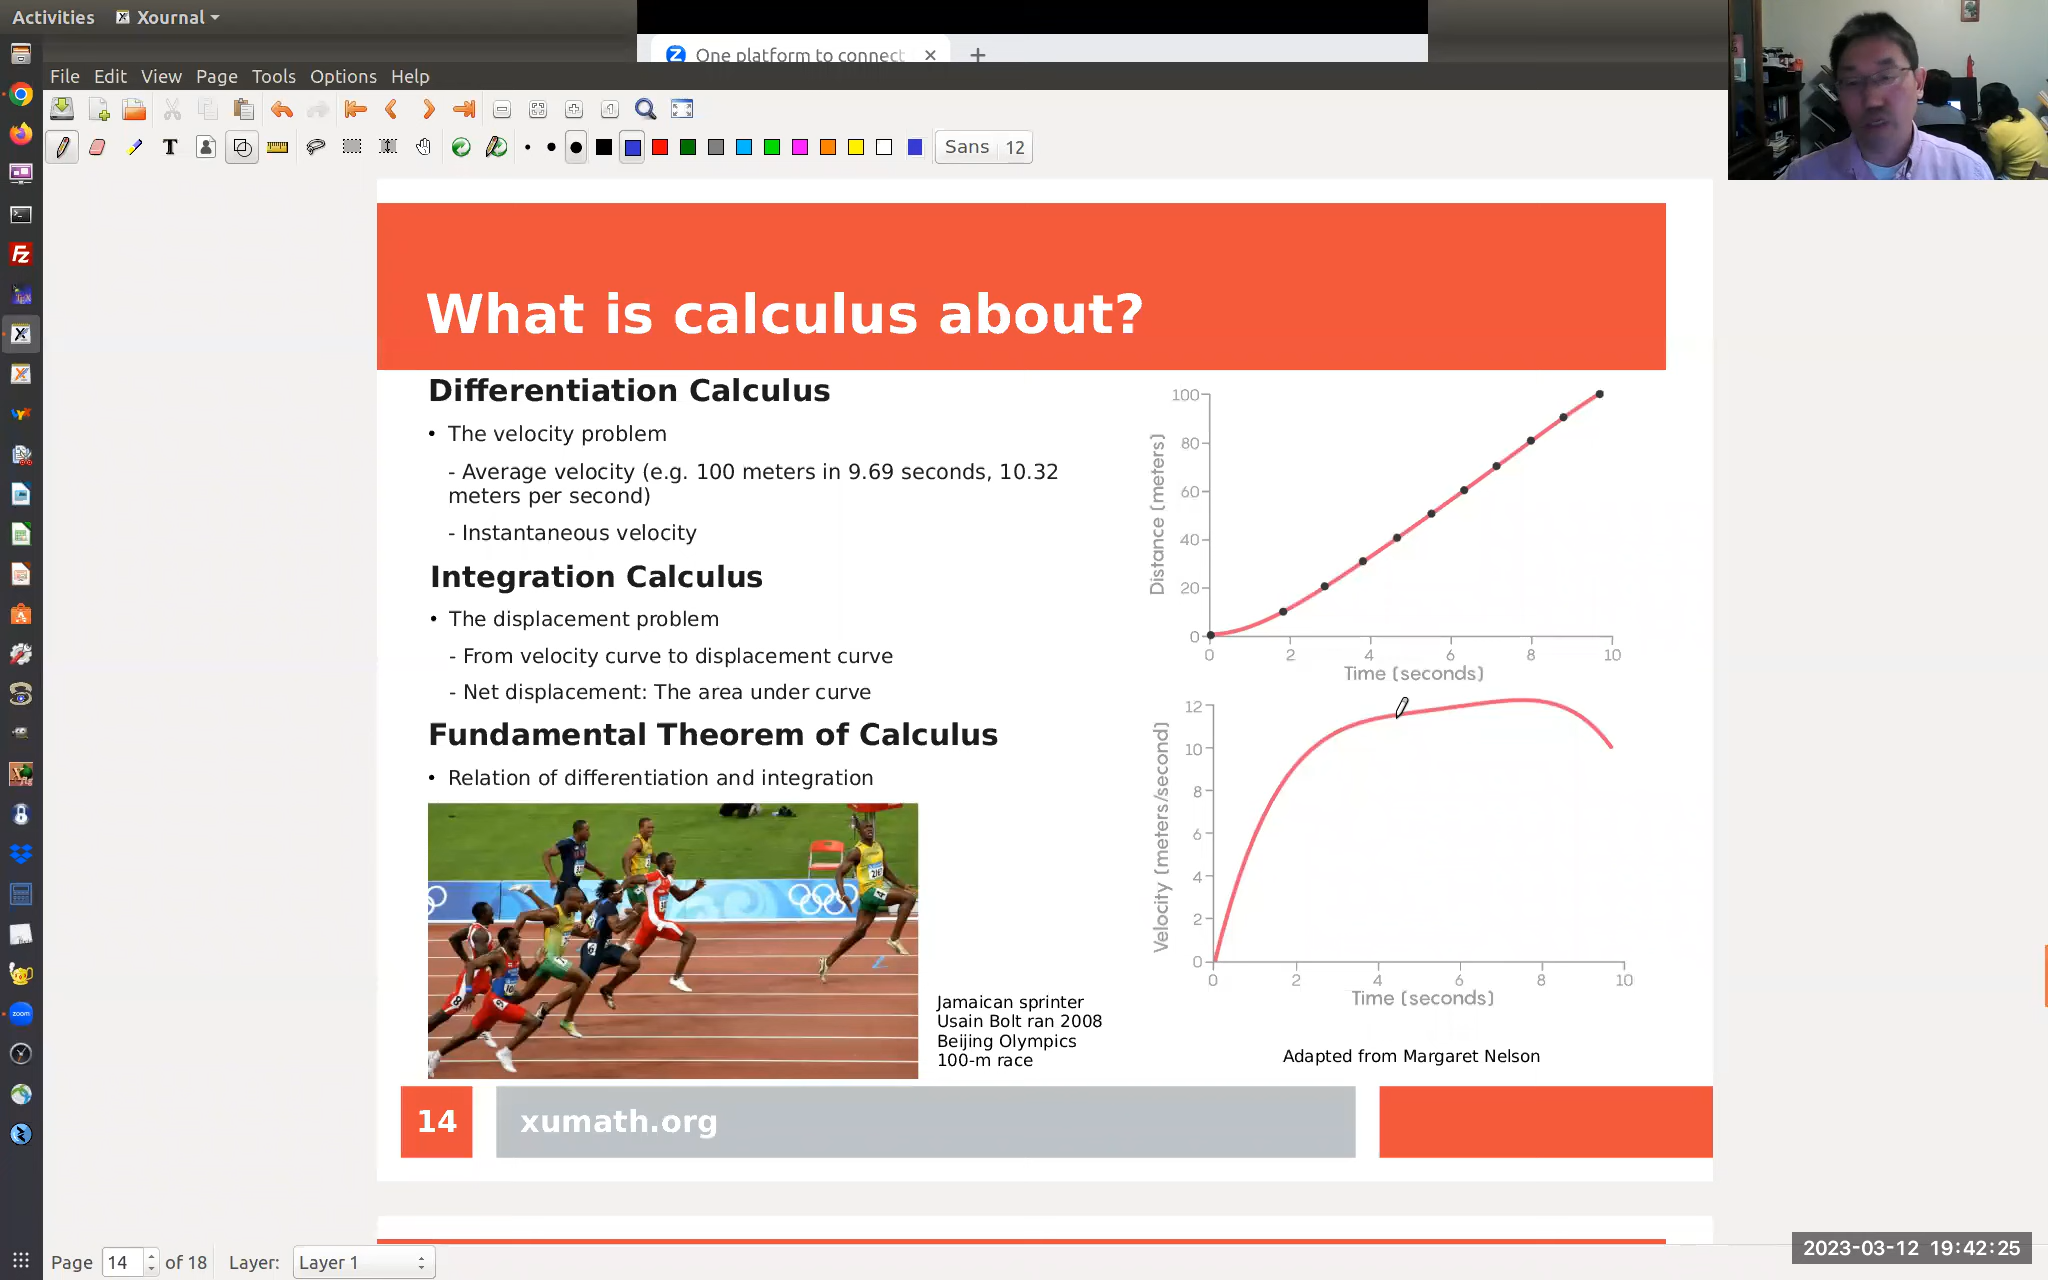 Activities
Xournal
One platform to connect
File Edit View Page Tools Options Help
Sans 12
What is calculus about?
Differentiation Calculus
• The velocity problem
- Average velocity (e.g. 100 meters in 9.69 seconds, 10.32
meters per second)
- Instantaneous velocity
Integration Calculus
• The displacement problem
- From velocity curve to displacement curve
- Net displacement: The area under curve
Fundamental Theorem of Calculus
• Relation of differentiation and integration
Jamaican sprinter
Usain Bolt ran 2008
Beijing Olympics
100-m race
100
80
60
40
20
0
Distance (meters)
0 2 4 6 8 10
Time (seconds)
12
10
8
6
4
2
0
Velocity (meters/second)
0 2 4 6 8 10
Time (seconds)
Adapted from Margaret Nelson
14
xumath.org
Page 14 of 18 Layer: Layer 1
2023-03-12 19:42:25